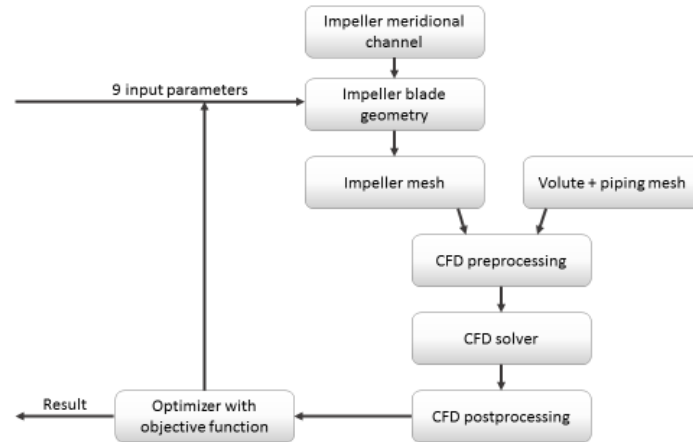 Impeller meridional
channel
9 input parameters
Impeller blade
geometry
Impeller mesh
Volute + piping mesh
CFD preprocessing
CFD solver
Result
Optimizer with
objective function
CFD postprocessing